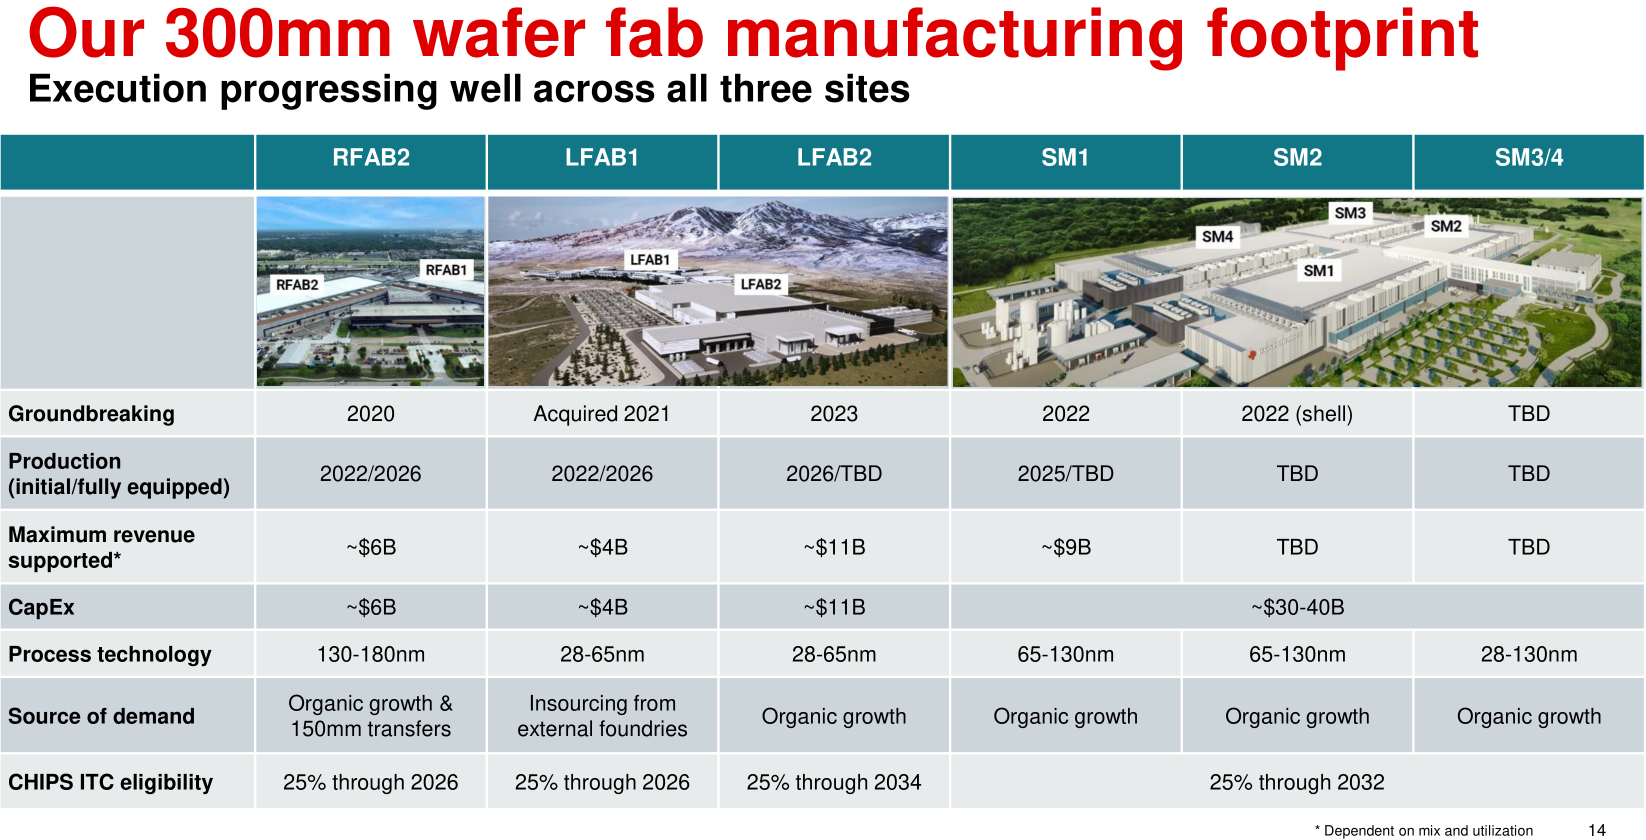 Our 300mm wafer fab manufacturing footprint
Execution progressing well across all three sites
RFAB2 LFAB1 LFAB2 SM1 SM2 SM3/4
RFAB2
RFAB1
LFAB1
LFAB2
SM3
SM2
SM4
SM1
Groundbreaking 2020 Acquired 2021 2023 2022 2022 (shell) TBD
Production
(initial/fully equipped) 2022/2026 2022/2026 2026/TBD 2025/TBD TBD TBD
Maximum revenue
supported* ~$6B ~$4B ~$11B ~$9B TBD TBD
CapEx ~$6B ~$4B ~$11B ~$30-40B
Process technology 130-180nm 28-65nm 28-65nm 65-130nm 65-130nm 28-130nm
Source of demand
Organic growth &
150mm transfers
Insourcing from
external foundries
Organic growth Organic growth Organic growth Organic growth
CHIPS ITC eligibility 25% through 2026 25% through 2026 25% through 2034 25% through 2032
* Dependent on mix and utilization 14